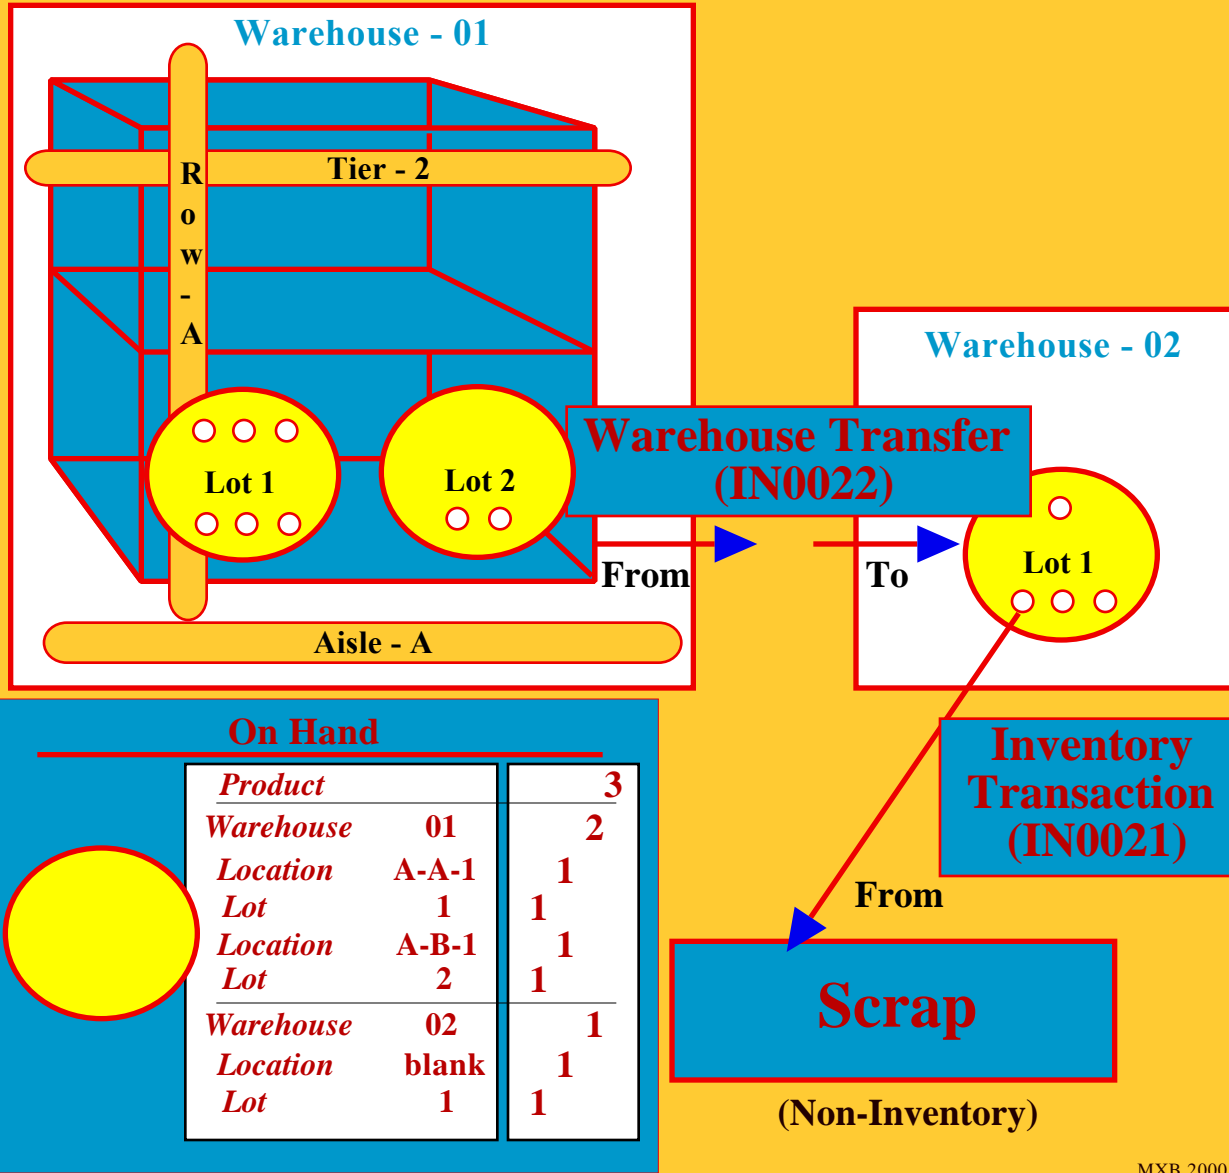 Warehouse - 01
Tier - 2
R
o
w
-
A
Lot 1
Lot 2
Aisle - A
Warehouse Transfer
(IN0022)
From
To
Warehouse - 02
Lot 1
Inventory
Transaction
(IN0021)
From
Scrap
(Non-Inventory)
On Hand
Product 3
Warehouse 01 2
Location A-A-1 1
Lot 1 1
Location A-B-1 1
Lot 2 1
Warehouse 02 1
Location blank 1
Lot 1 1
MXB 2000